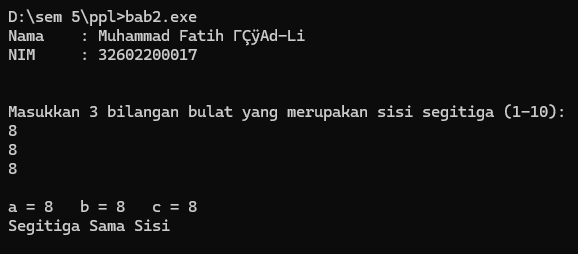 D:\sem 5\ppl>bab2.exe
Nama    : Muhammad Fatih ΓÇÿAd-Li
NIM     : 32602200017
Masukkan 3 bilangan bulat yang merupakan sisi segitiga (1-10):
8
8
8
a = 8   b = 8   c = 8
Segitiga Sama Sisi